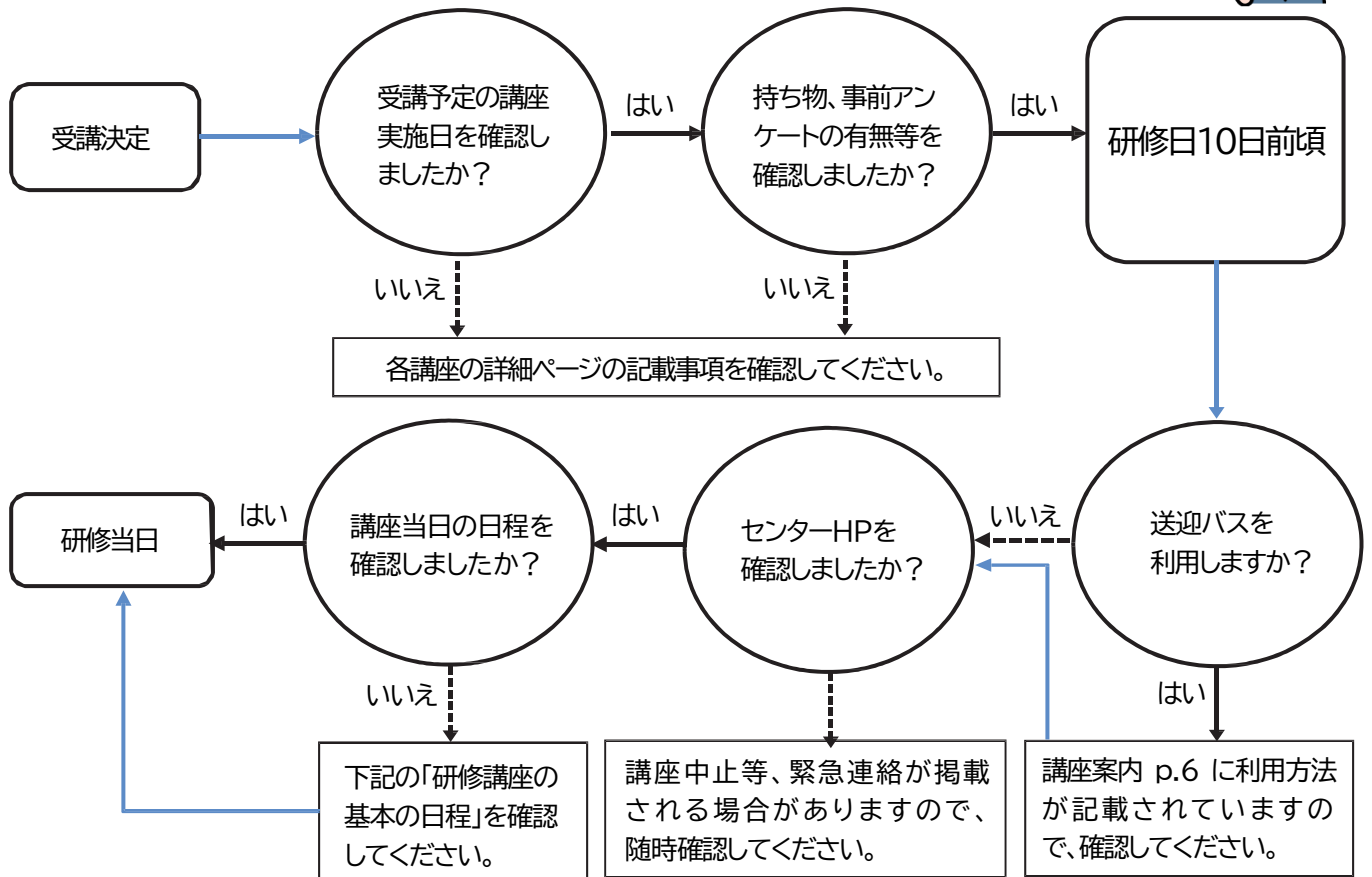 受講決定
受講予定の講座
実施日を確認し
ましたか？
はい
持ち物、事前アン
ケートの有無等を
確認しましたか？
はい
研修日10日前頃
いいえ
いいえ
各講座の詳細ページの記載事項を確認してください。
送迎バスを
利用しますか？
いいえ
センターHPを
確認しましたか？
はい
講座当日の日程を
確認しましたか？
はい
研修当日
いいえ
はい
下記の「研修講座の
基本の日程」を確認
してください。
講座中止等、緊急連絡が掲載
される場合がありますので、
随時確認してください。
講座案内 p.6 に利用方法
が記載されていますの
で、確認してください。